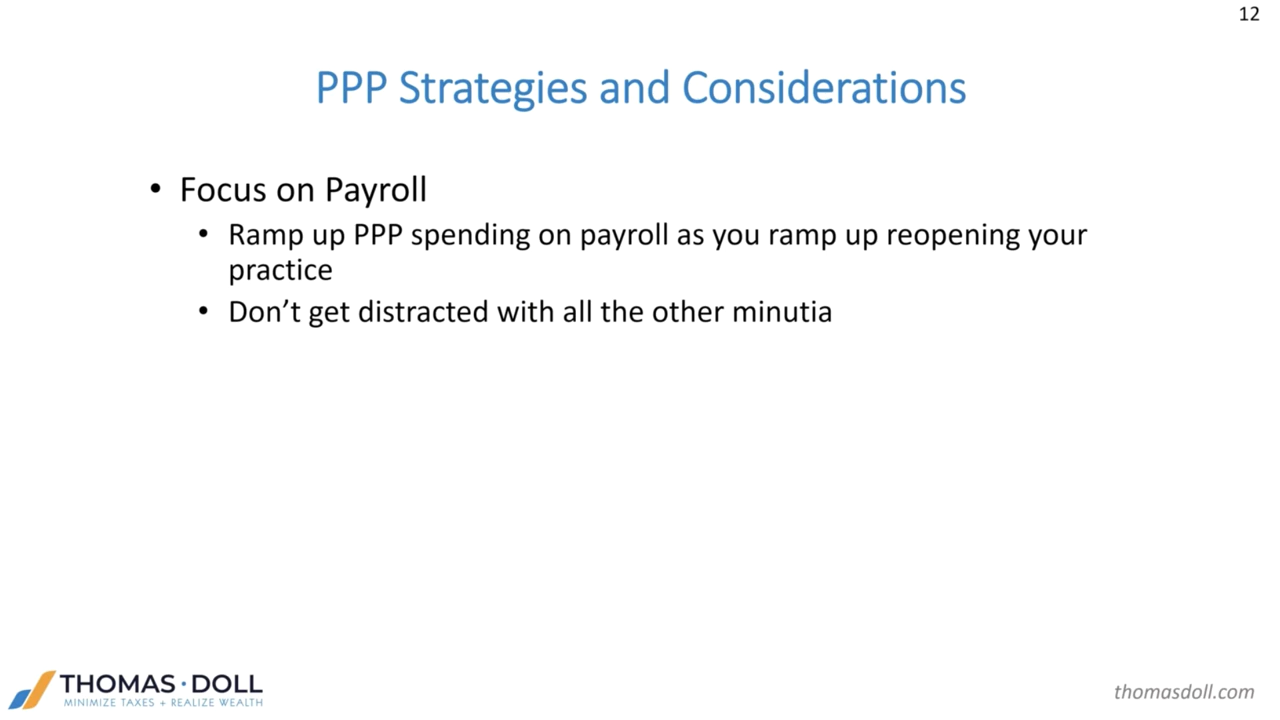 12
PPP Strategies and Considerations
• Focus on Payroll
• Ramp up PPP spending on payroll as you ramp up reopening your
practice
• Don’t get distracted with all the other minutia
THOMAS·DOLL
MINIMIZE TAXES + REALIZE WEALTH
thomasdoll.com